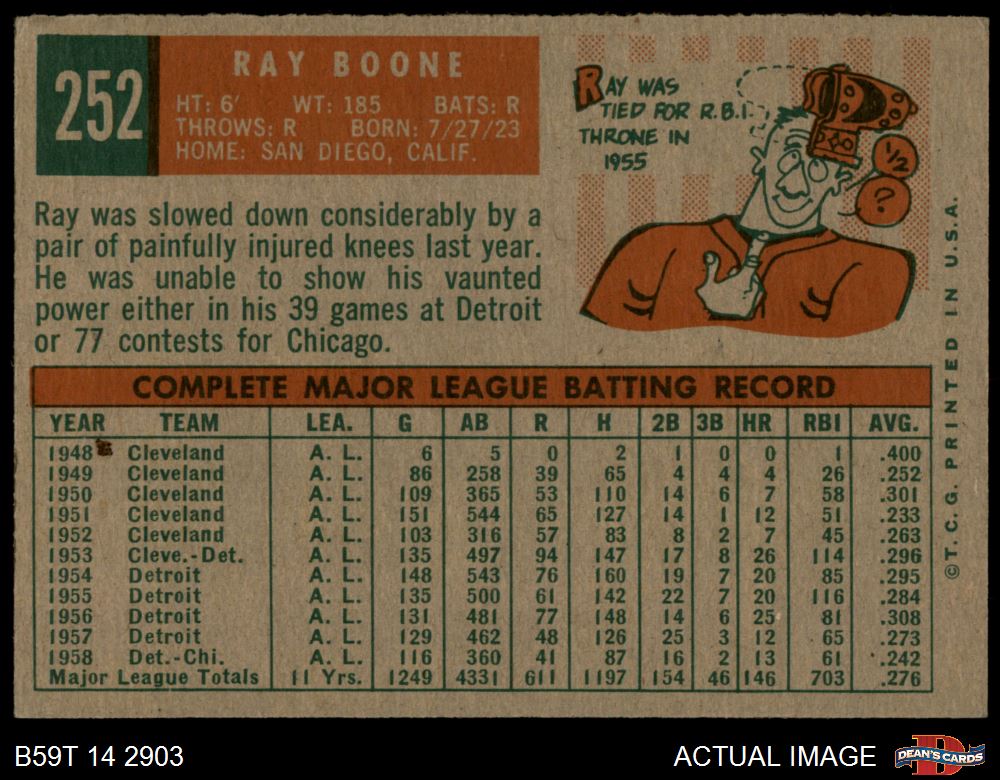 252
RAY BOONE
HT: 6' WT: 185 BATS: R
THROWS: R BORN: 7/27/23
HOME: SAN DIEGO, CALIF.
RAY WAS
TIED FOR R.B.I.
THRONE IN
1955
1/2
?
Ray was slowed down considerably by a
pair of painfully injured knees last year.
He was unable to show his vaunted
power either in his 39 games at Detroit
or 77 contests for Chicago.
COMPLETE MAJOR LEAGUE BATTING RECORD
YEAR TEAM LEA. G AB R H 2B 3B HR RBI AVG.
1948 Cleveland A. L. 6 5 0 2 1 0 0 1 .400
1949 Cleveland A. L. 86 258 39 65 4 4 4 26 .252
1950 Cleveland A. L. 109 365 53 110 14 6 7 58 .301
1951 Cleveland A. L. 151 544 65 127 14 1 12 51 .233
1952 Cleveland A. L. 103 316 57 83 8 2 7 45 .263
1953 Cleve.-Det. A. L. 135 497 94 147 17 8 26 114 .296
1954 Detroit A. L. 148 543 76 160 19 7 20 85 .295
1955 Detroit A. L. 135 500 61 142 22 7 20 116 .284
1956 Detroit A. L. 131 481 77 148 14 6 25 81 .308
1957 Detroit A. L. 129 462 48 126 25 3 12 65 .273
1958 Det.-Chi. A. L. 116 360 41 87 16 2 13 61 .242
Major League Totals 11 Yrs. 1249 4331 611 1197 154 46 146 703 .276
©T.C.G. PRINTED IN U.S.A.
B59T 14 2903
ACTUAL IMAGE
D
DEAN'S CARDS